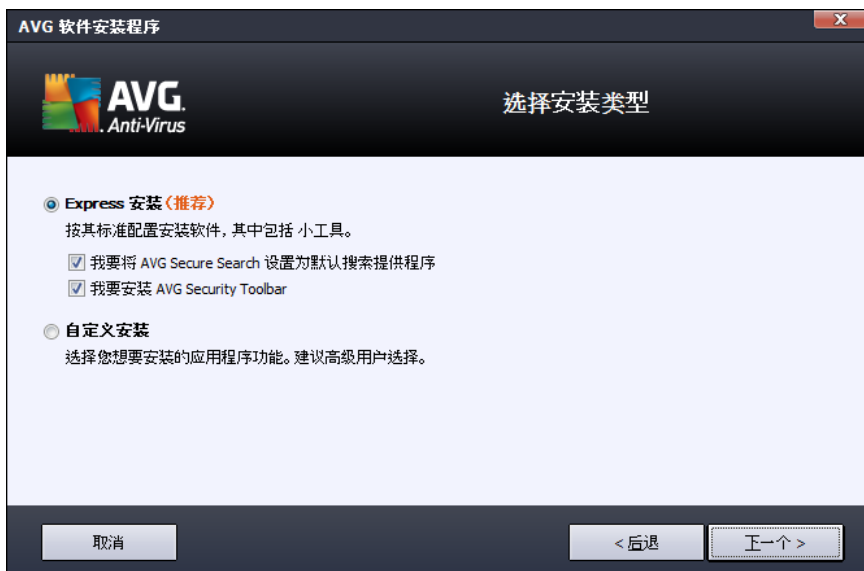 AVG 软件安装程序
AVG.
Anti-Virus
选择安装类型
Express 安装(推荐)
按其标准配置安装软件, 其中包括 小工具。
我要将 AVG Secure Search 设置为默认搜索提供程序
我要安装 AVG Security Toolbar
自定义安装
选择您想要安装的应用程序功能。建议高级用户选择。
取消
<后退
下一个>